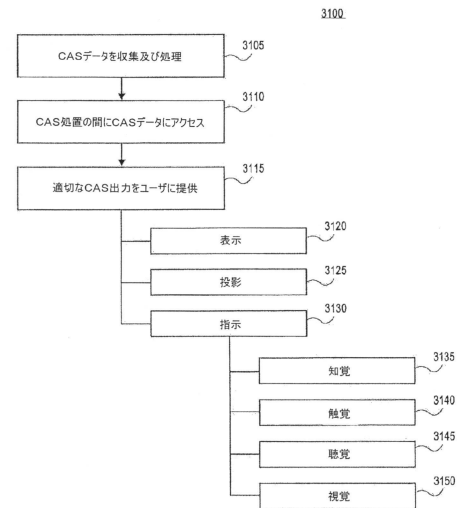 3100
CASデータを収集及び処理
3105
CAS処置の間にCASデータにアクセス
3110
適切なCAS出力をユーザに提供
3115
表示
3120
投影
3125
指示
3130
知覚
3135
触覚
3140
聴覚
3145
視覚
3150